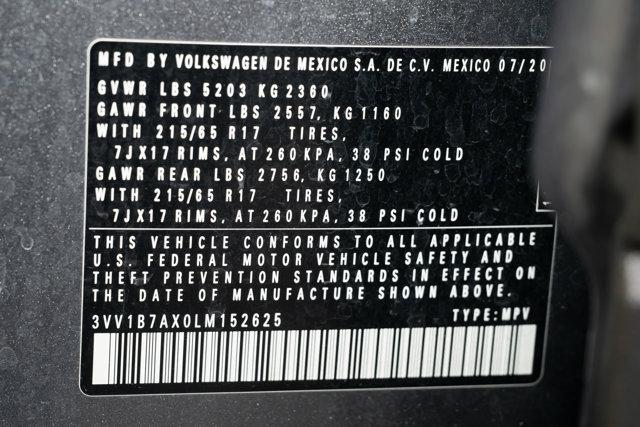 MFD BY VOLKSWAGEN DE MEXICO S.A. DE C.V. MEXICO 07/20
GVWR LBS 5203 KG 2360
GAWR FRONT LBS 2557, KG 1160
WITH 215/65 R17 TIRES,
7JX17 RIMS, AT 260 KPA, 38 PSI COLD
GAWR REAR LBS 2756, KG 1250
WITH 215/65 R17 TIRES,
7JX17 RIMS, AT 260 KPA, 38 PSI COLD
THIS VEHICLE CONFORMS TO ALL APPLICABLE
U.S. FEDERAL MOTOR VEHICLE SAFETY AND
THEFT PREVENTION STANDARDS IN EFFECT ON
THE DATE OF MANUFACTURE SHOWN ABOVE.
3VV1B7AX0LM152625 TYPE: MPV